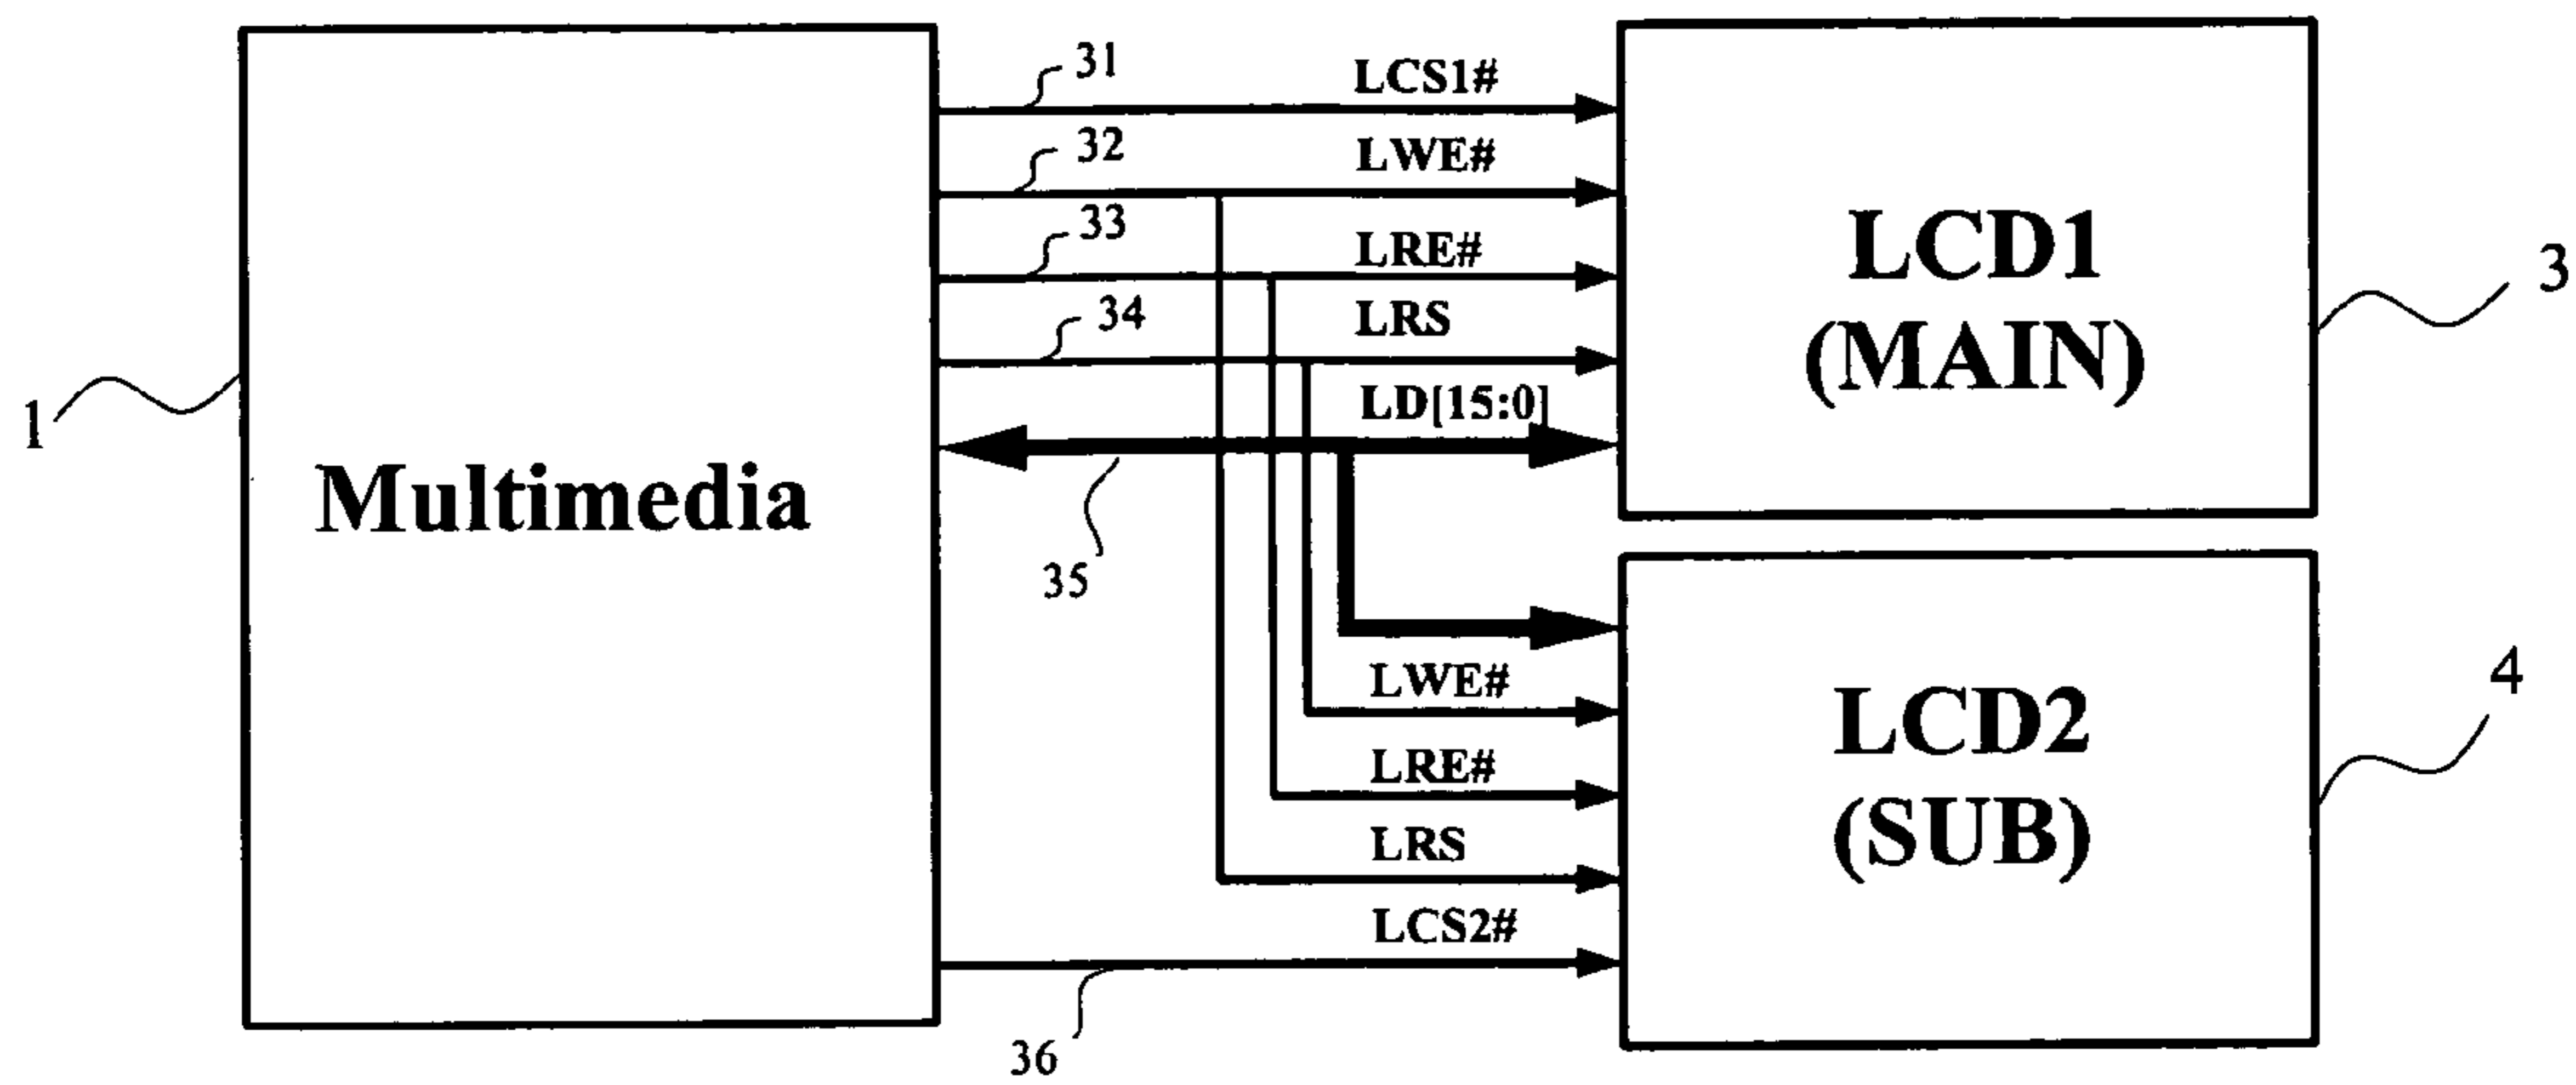 31
LCS1#
32
LWE#
33
LRE#
34
LRS
LD[15:0]
LCD1
(MAIN)
3
1
Multimedia
35
LWE#
LRE#
LRS
LCS2#
LCD2
(SUB)
4
36